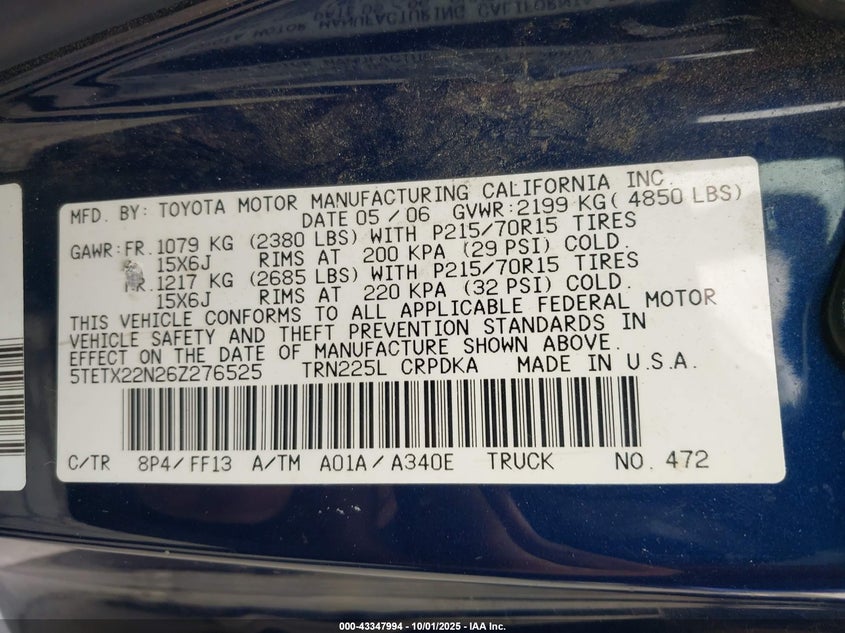 MFD. BY: TOYOTA MOTOR MANUFACTURING CALIFORNIA INC.
DATE 05 / 06 GVWR: 2199 KG( 4850 LBS)
GAWR: FR. 1079 KG (2380 LBS) WITH P215/70R15 TIRES
15X6J RIMS AT 200 KPA (29 PSI) COLD.
RR. 1217 KG (2685 LBS) WITH P215/70R15 TIRES
15X6J RIMS AT 220 KPA (32 PSI) COLD.
THIS VEHICLE CONFORMS TO ALL APPLICABLE FEDERAL MOTOR
VEHICLE SAFETY AND THEFT PREVENTION STANDARDS IN
EFFECT ON THE DATE OF MANUFACTURE SHOWN ABOVE.
5TETX22N26Z276525 TRN225L CRPDKA MADE IN U.S.A.
C/TR 8P4/FF13 A/TM A01A/A340E TRUCK NO. 472
000-43347994 - 10/01/2025 - IAA Inc.